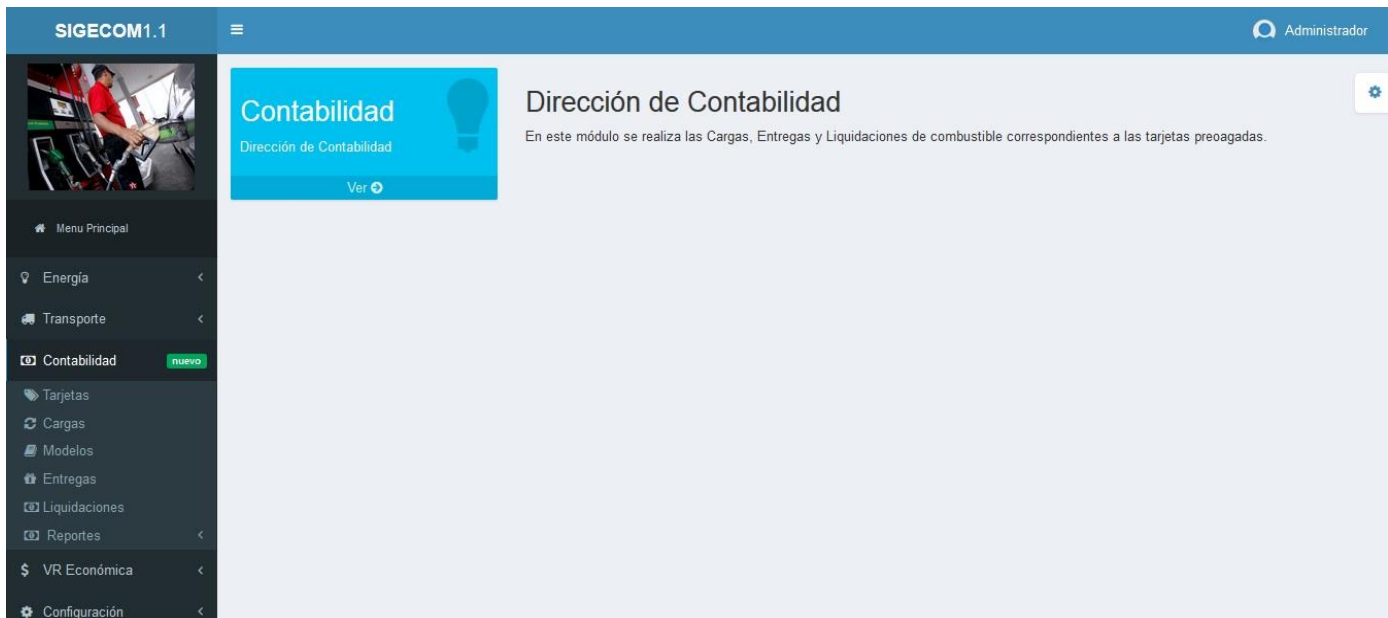 SIGECOM1.1
Administrador
Menu Principal
Energía
Transporte
Contabilidad nuevo
Tarjetas
Cargas
Modelos
Entregas
Liquidaciones
Reportes
VR Económica
Configuración
Contabilidad
Dirección de Contabilidad
Ver
Dirección de Contabilidad
En este módulo se realiza las Cargas, Entregas y Liquidaciones de combustible correspondientes a las tarjetas preoagadas.